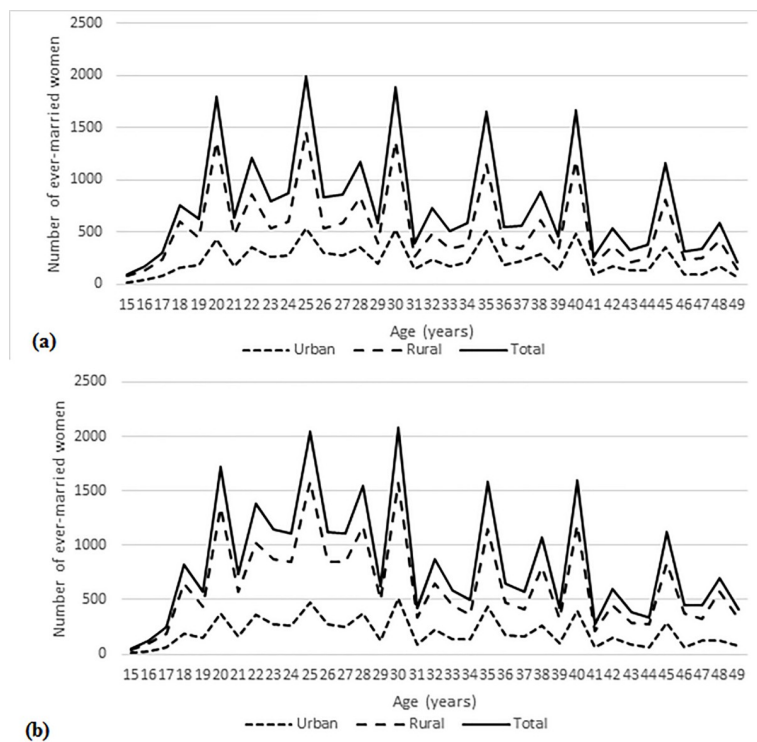 2500
2000
1500
1000
500
0
Number of ever-married women
15 16 17 18 19 20 21 22 23 24 25 26 27 28 29 30 31 32 33 34 35 36 37 38 39 40 41 42 43 44 45 46 47 48 49
Age (years)
(a)
Urban Rural Total
2500
2000
1500
1000
500
0
Number of ever-married women
15 16 17 18 19 20 21 22 23 24 25 26 27 28 29 30 31 32 33 34 35 36 37 38 39 40 41 42 43 44 45 46 47 48 49
Age (years)
Urban Rural Total
(b)